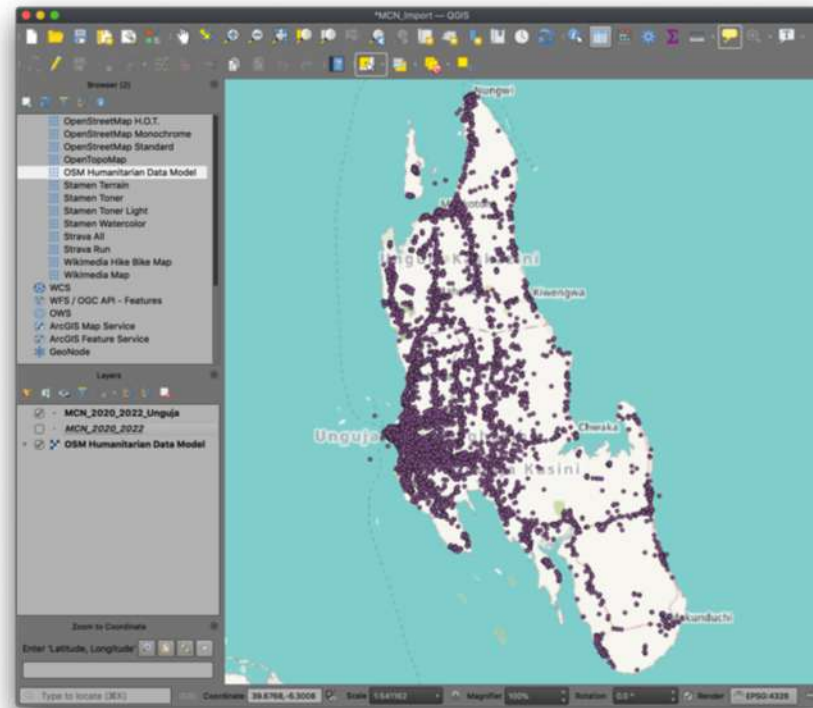 *MCN_Import — QGIS
Browser (2)
OpenStreetMap H.O.T.
OpenStreetMap Monochrome
OpenStreetMap Standard
OpenTopoMap
OSM Humanitarian Data Model
Stamen Terrain
Stamen Toner
Stamen Toner Light
Stamen Watercolor
Strava All
Strava Run
Wikimedia Hike Bike Map
Wikimedia Map
WCS
WFS / OGC API - Features
OWS
ArcGIS Map Service
ArcGIS Feature Service
GeoNode
Layers
MCN_2020_2022_Unguja
MCN_2020_2022
OSM Humanitarian Data Model
Zoom to Coordinate
Enter 'Latitude, Longitude'
Nungwi
Kiwengwa
Chwaka
Unguja
Kusini
Makunduchi
Type to locate (⌘K)
Coordinate 39.6768,-6.3008 Scale 1:541162 Magnifier 100% Rotation 0.0 ° Render EPSG:4326